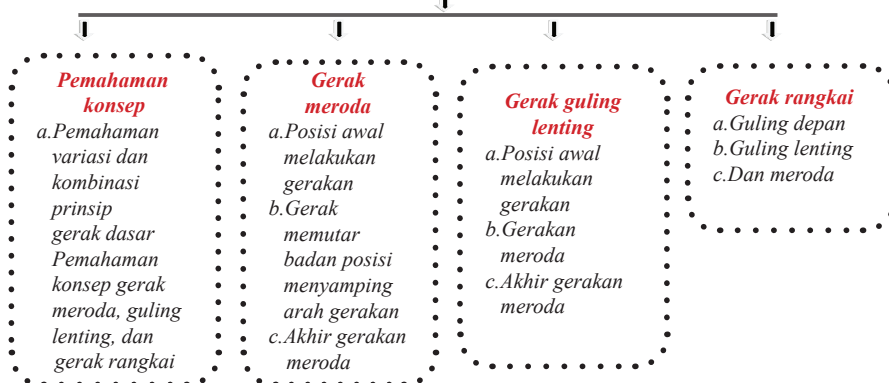 Pemahaman
konsep
a.Pemahaman
variasi dan
kombinasi
prinsip
gerak dasar
Pemahaman
konsep gerak
meroda, guling
lenting, dan
gerak rangkai
Gerak
meroda
a.Posisi awal
melakukan
gerakan
b.Gerak
memutar
badan posisi
menyamping
arah gerakan
c.Akhir gerakan
meroda
Gerak guling
lenting
a.Posisi awal
melakukan
gerakan
b.Gerakan
meroda
c.Akhir gerakan
meroda
Gerak rangkai
a.Guling depan
b.Guling lenting
c.Dan meroda